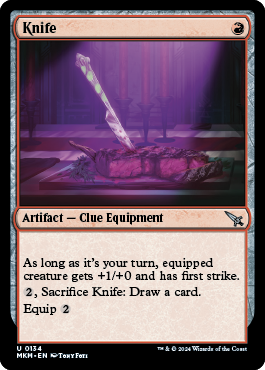 Knife
Artifact — Clue Equipment
As long as it's your turn, equipped
creature gets +1/+0 and has first strike.
2, Sacrifice Knife: Draw a card.
Equip 2
U 0134
MKM • EN Tony Foti
™ & © 2024 Wizards of the Coast